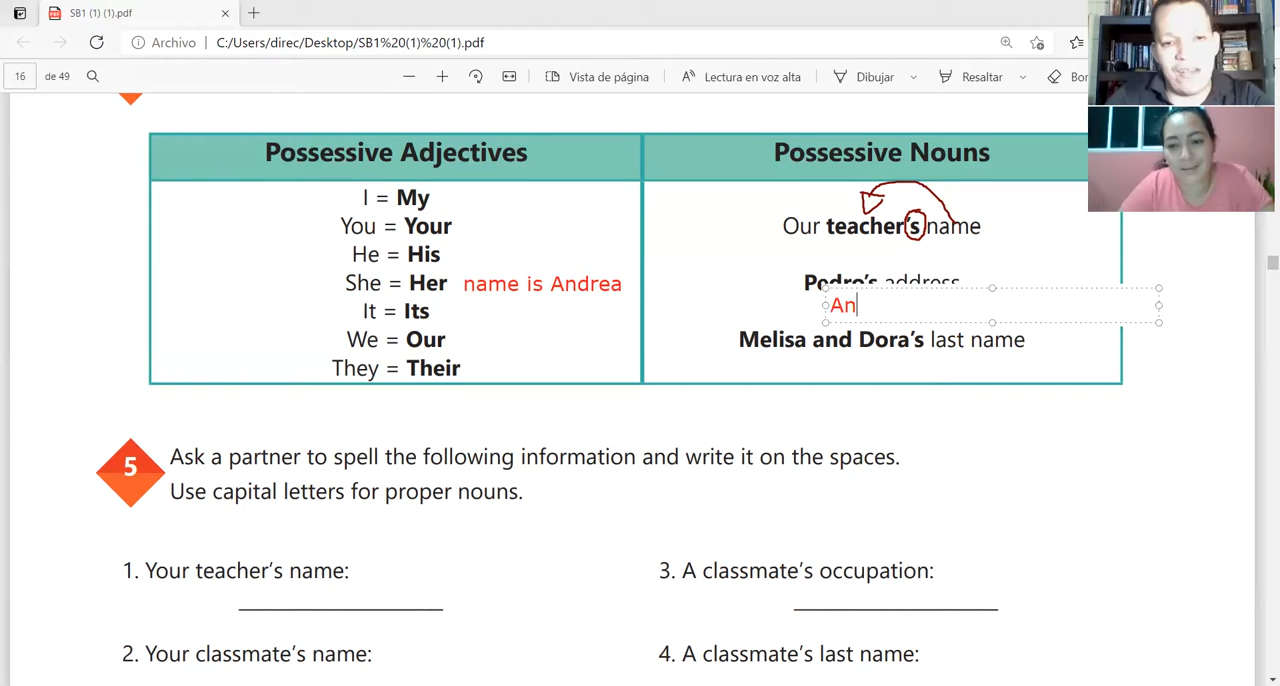 SB1 (1) (1).pdf
Archivo C:/Users/direc/Desktop/SB1%20(1)%20(1).pdf
16 de 49 Vista de página Lectura en voz alta Dibujar Resaltar
Possessive Adjectives
I = My
You = Your
He = His
She = Her name is Andrea
It = Its
We = Our
They = Their
Possessive Nouns
Our teacher's name
Pedro's address
An
Melisa and Dora's last name
5
Ask a partner to spell the following information and write it on the spaces.
Use capital letters for proper nouns.
1. Your teacher's name:
2. Your classmate's name:
3. A classmate's occupation:
4. A classmate's last name: